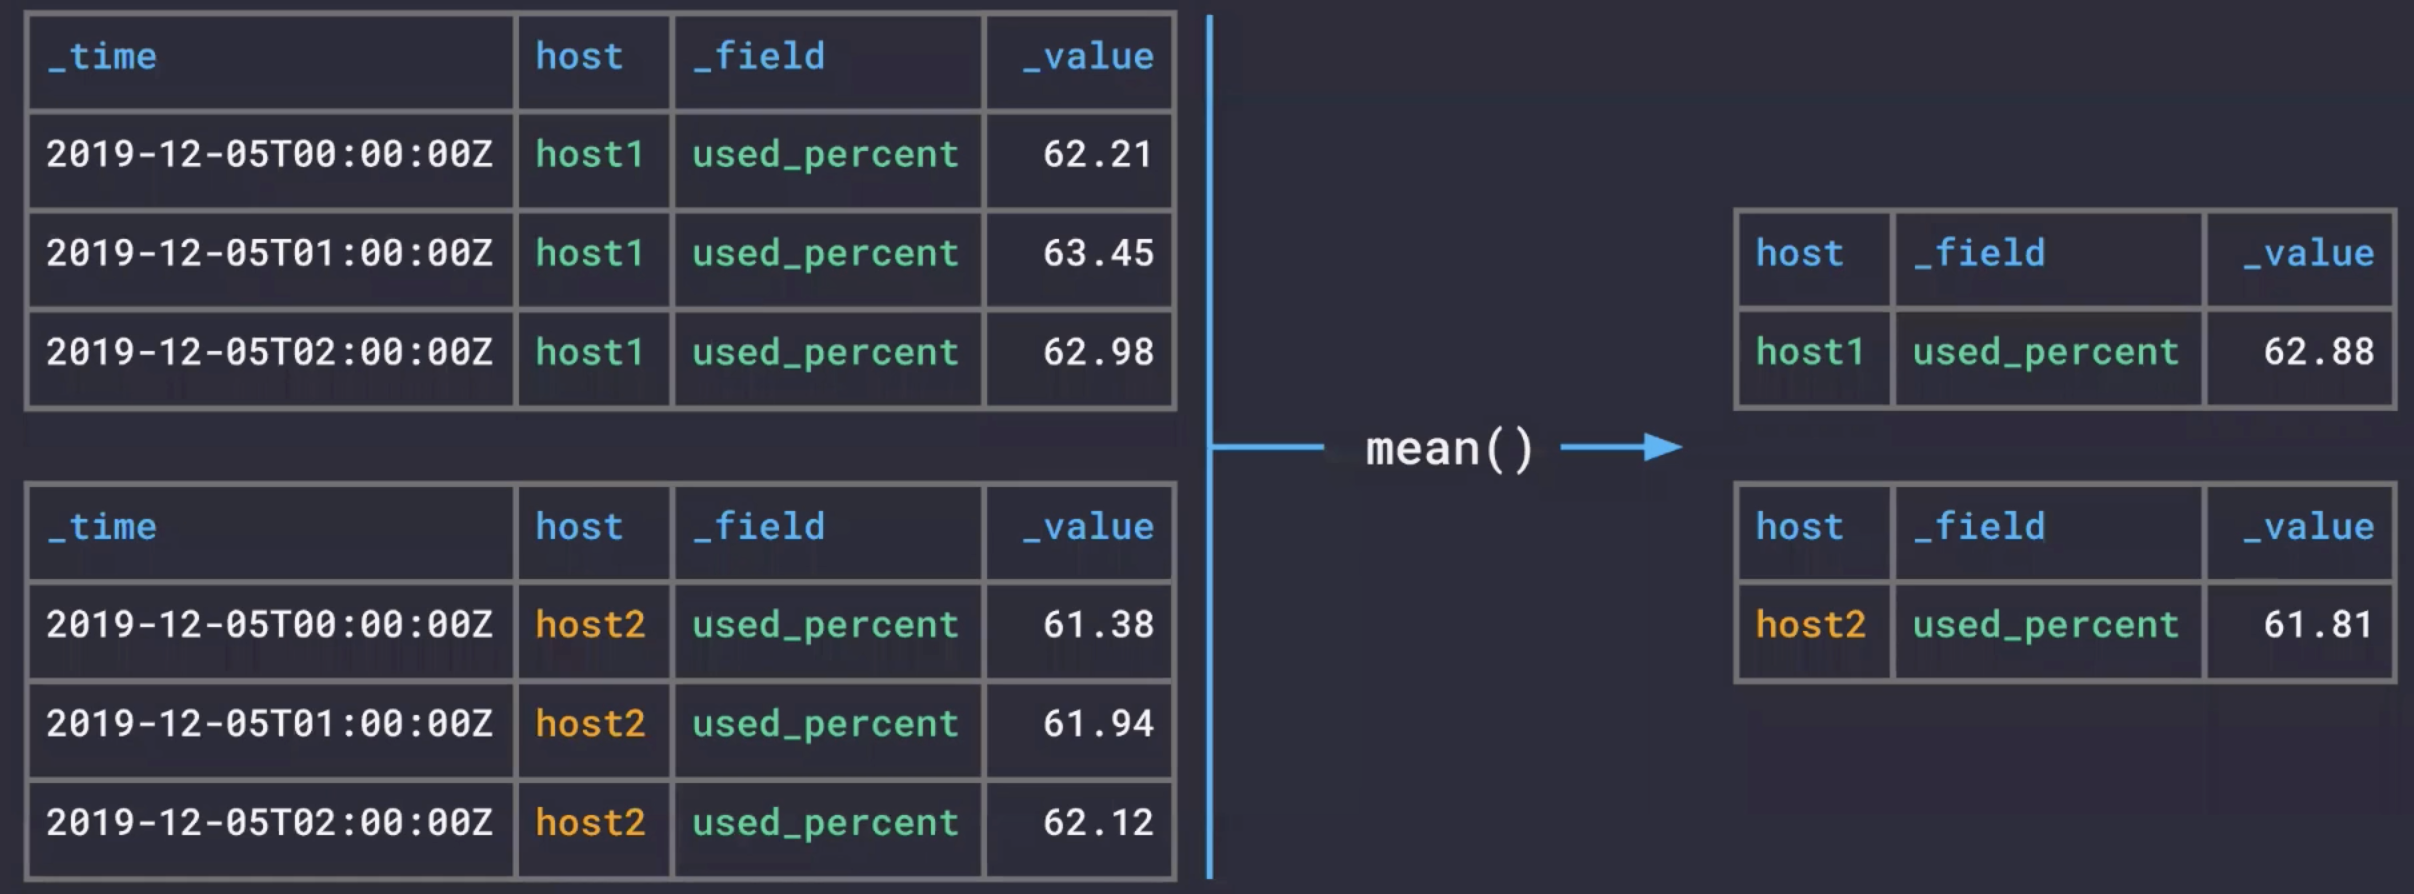 _time host _field _value
2019-12-05T00:00:00Z host1 used_percent 62.21
2019-12-05T01:00:00Z host1 used_percent 63.45
2019-12-05T02:00:00Z host1 used_percent 62.98
_time host _field _value
2019-12-05T00:00:00Z host2 used_percent 61.38
2019-12-05T01:00:00Z host2 used_percent 61.94
2019-12-05T02:00:00Z host2 used_percent 62.12
mean()
host _field _value
host1 used_percent 62.88
host _field _value
host2 used_percent 61.81